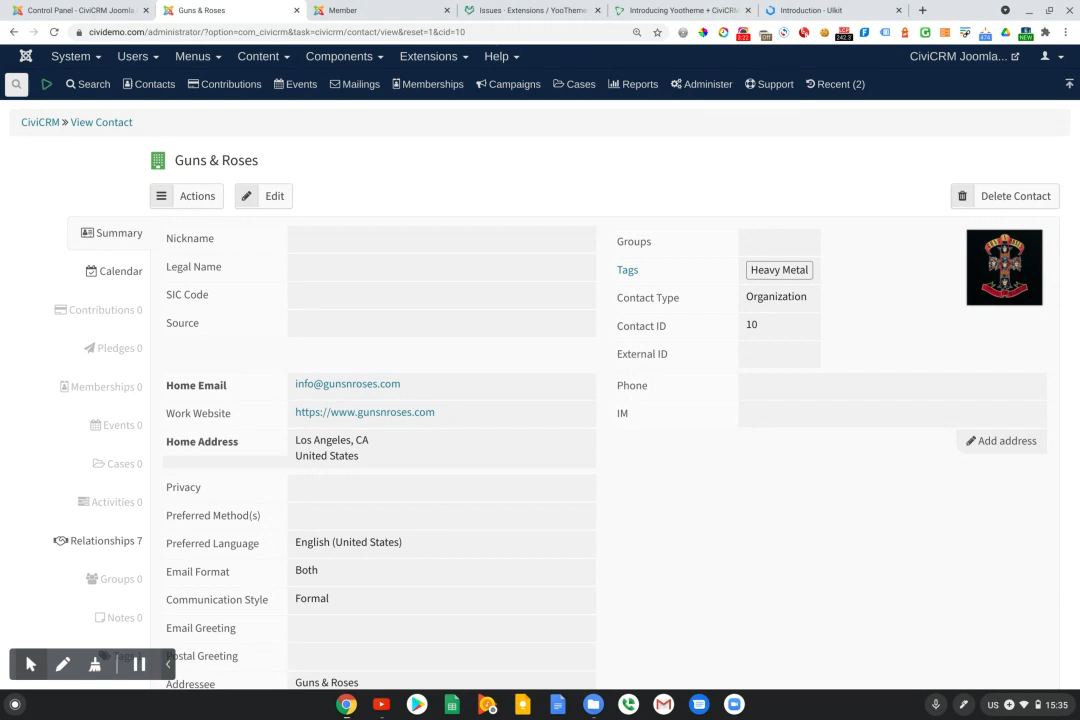 Control Panel - CiviCRM Joomla
Guns & Roses
Member
Issues · Extensions / YooTheme
Introducing Yootheme + CiviCRM
Introduction - UIkit
cividemo.com/administrator/?option=com_civicrm&task=civicrm/contact/view&reset=1&cid=10
System Users Menus Content Components Extensions Help CiviCRM Joomla...
Search Contacts Contributions Events Mailings Memberships Campaigns Cases Reports Administer Support Recent (2)
CiviCRM » View Contact
Guns & Roses
Actions Edit Delete Contact
Summary
Calendar
Contributions 0
Pledges 0
Memberships 0
Events 0
Cases 0
Activities 0
Relationships 7
Groups 0
Notes 0
Nickname
Legal Name
SIC Code
Source
Groups
Tags Heavy Metal
Contact Type Organization
Contact ID 10
External ID
Home Email info@gunsnroses.com
Work Website https://www.gunsnroses.com
Home Address Los Angeles, CA
United States
Phone
IM
Add address
Privacy
Preferred Method(s)
Preferred Language English (United States)
Email Format Both
Communication Style Formal
Email Greeting
Postal Greeting
Addressee Guns & Roses
US 15:35